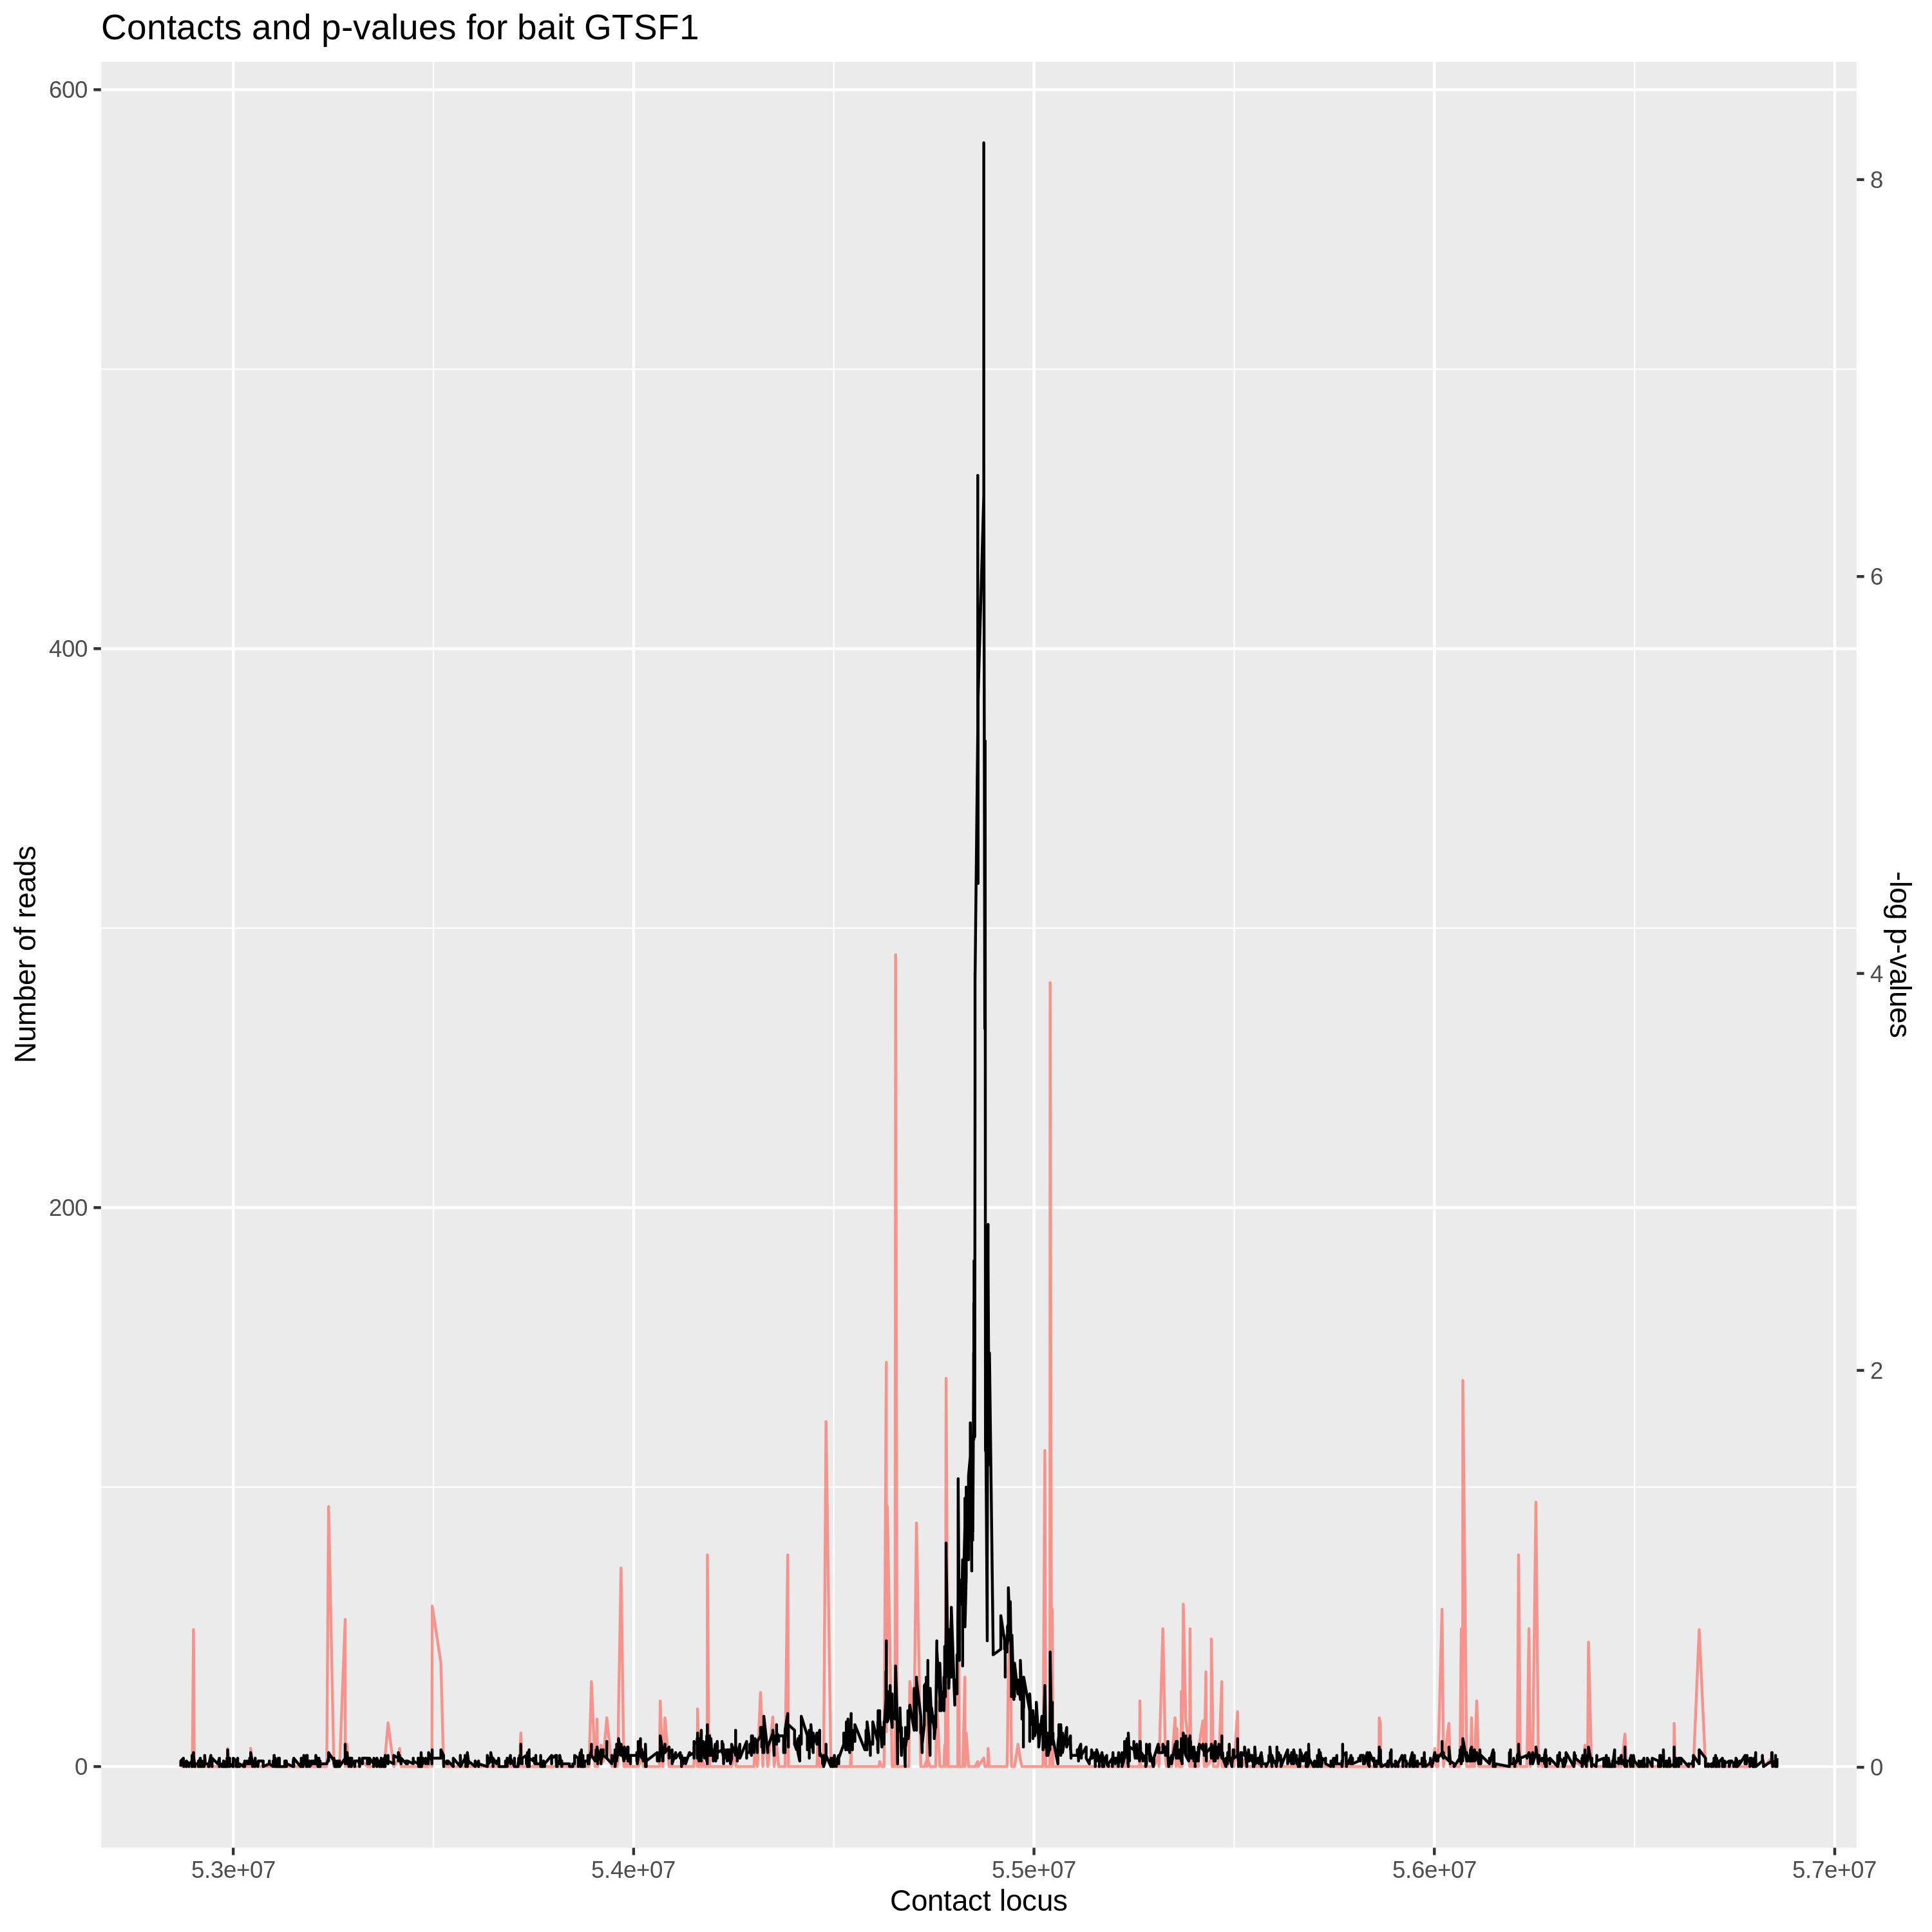 Contacts and p-values for bait GTSF1
600
400
200
0
Number of reads
8
6
4
2
0
-log p-values
5.3e+07
5.4e+07
5.5e+07
5.6e+07
5.7e+07
Contact locus